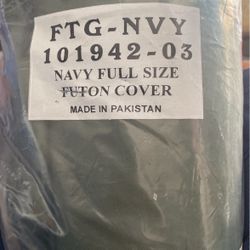 FTG-NVY
101942-03
NAVY FULL SIZE
FUTON COVER
MADE IN PAKISTAN